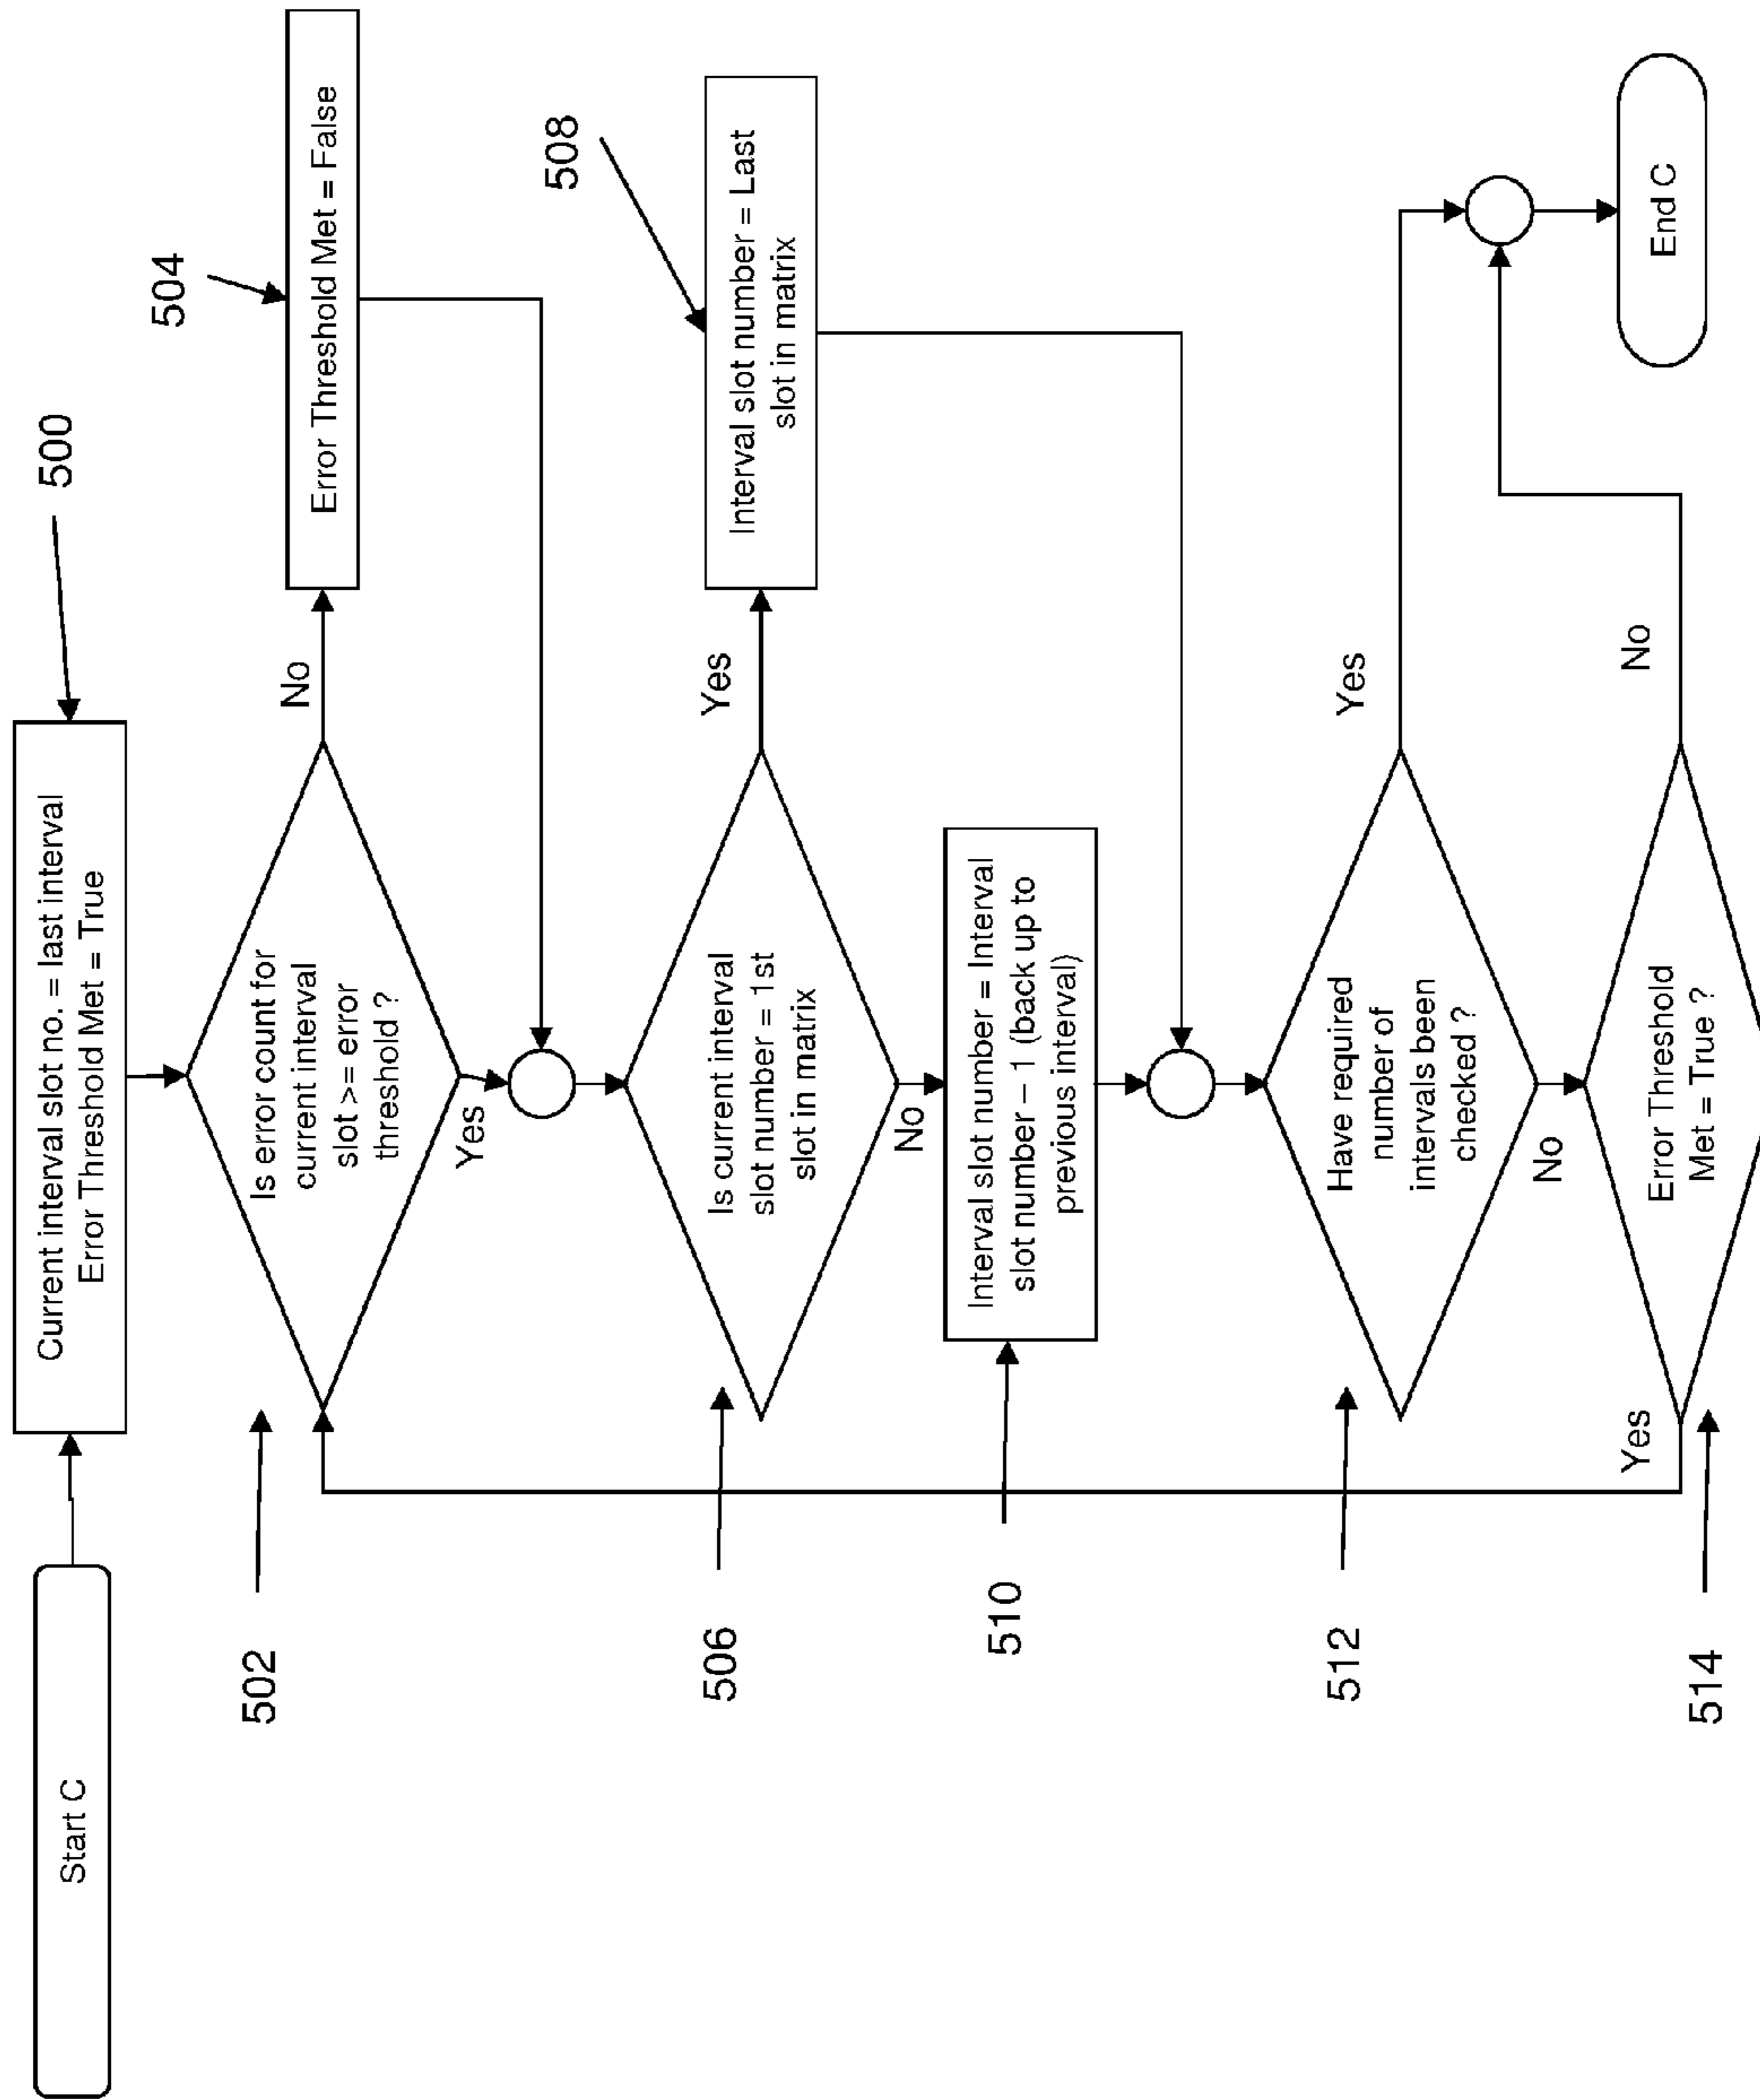 Start C
500
Current interval slot no. = last interval
Error Threshold Met = True
502
Is error count for
current interval
slot >= error
threshold ?
No
504
Error Threshold Met = False
Yes
506
Is current interval
slot number = 1st
slot in matrix
Yes
508
Interval slot number = Last
slot in matrix
No
510
Interval slot number = Interval
slot number – 1 (back up to
previous interval)
512
Have required
number of
intervals been
checked ?
Yes
No
514
Error Threshold
Met = True ?
Yes
No
End C